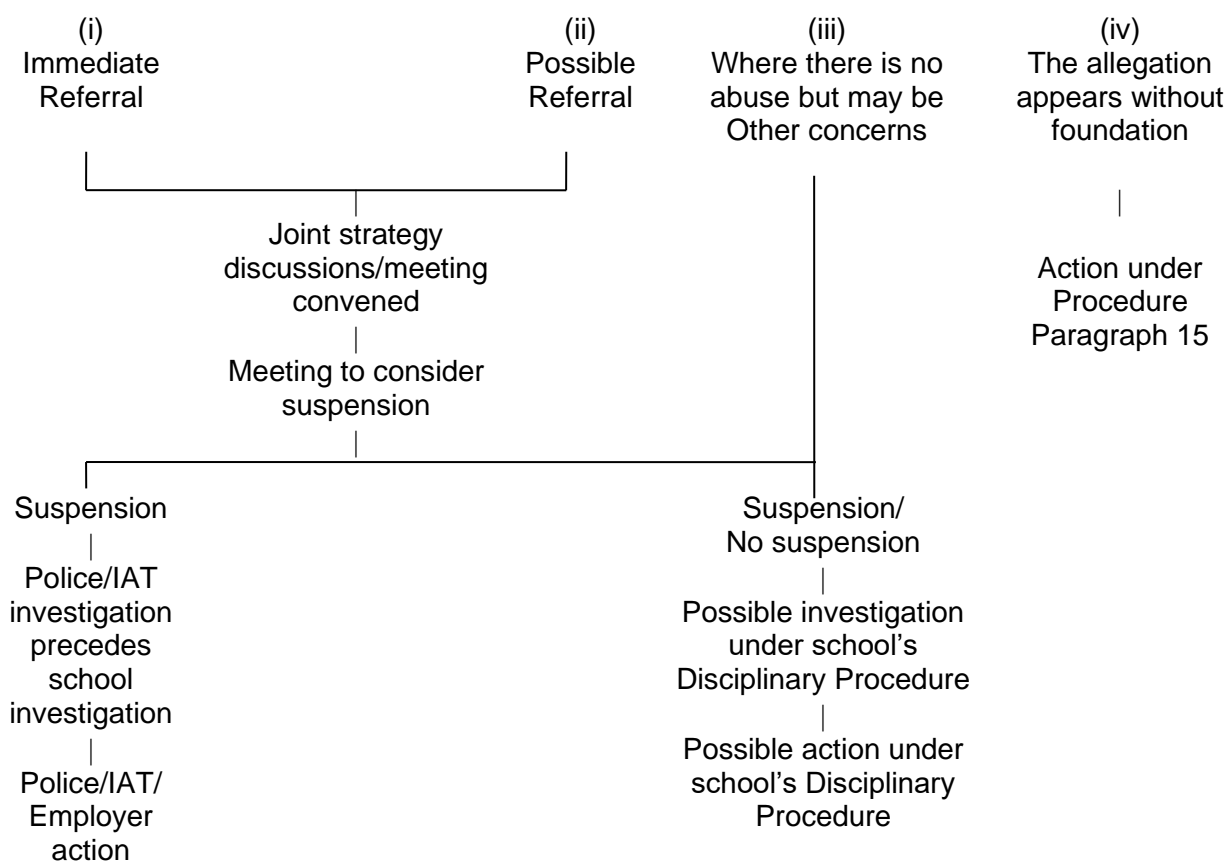 (i)
Immediate
Referral
(ii)
Possible
Referral
(iii)
Where there is no
abuse but may be
Other concerns
(iv)
The allegation
appears without
foundation
Joint strategy
discussions/meeting
convened
Meeting to consider
suspension
Action under
Procedure
Paragraph 15
Suspension
Police/IAT
investigation
precedes
school
investigation
Police/IAT/
Employer
action
Suspension/
No suspension
Possible investigation
under school’s
Disciplinary Procedure
Possible action under
school’s Disciplinary
Procedure